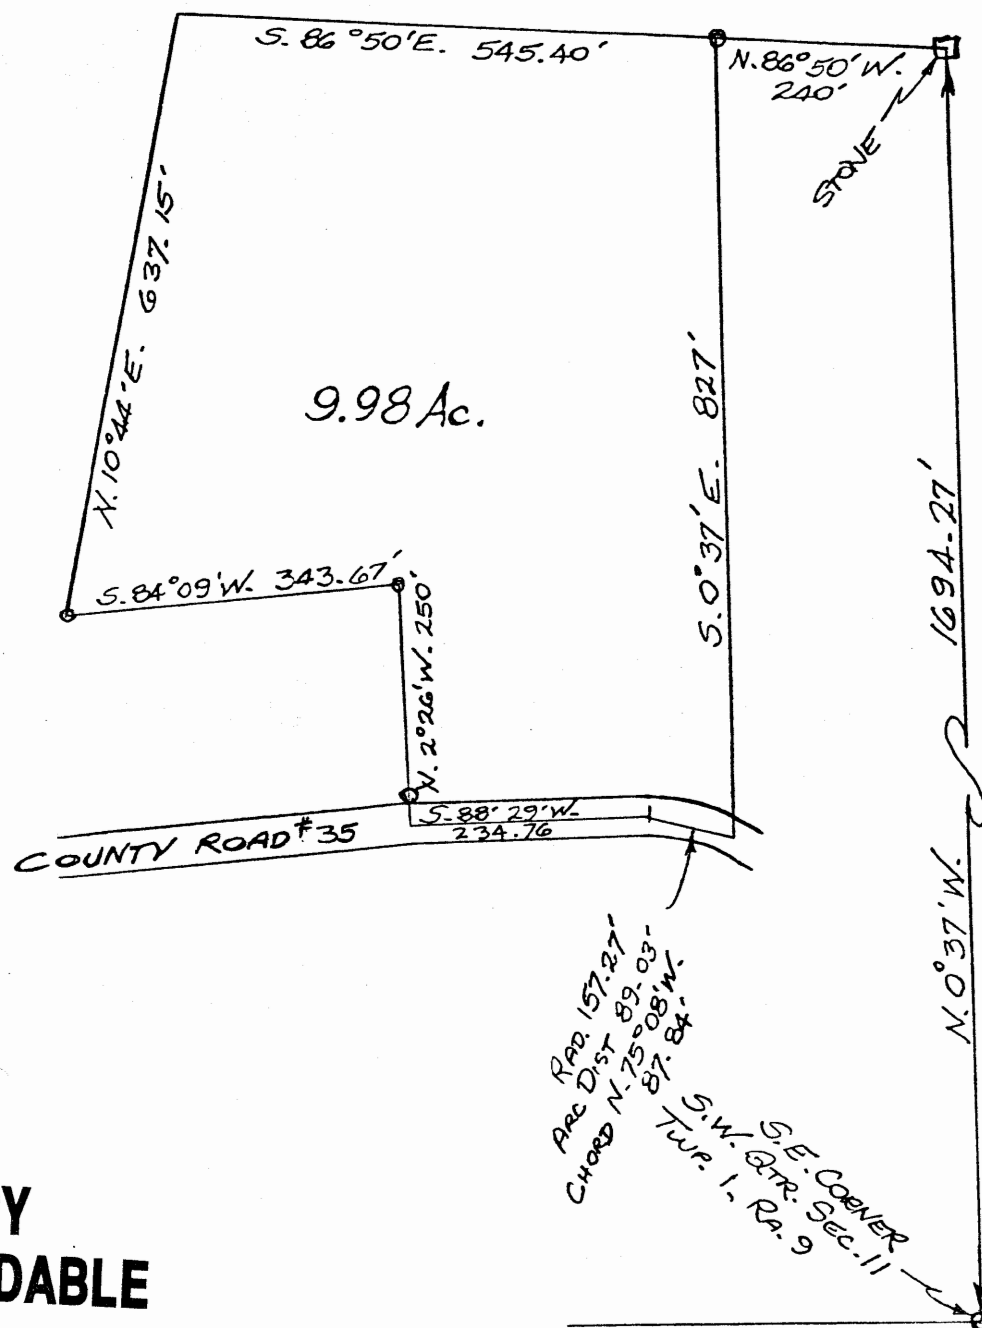 S. 86°50'E. 545.40'
N. 86°50'W.
240'
STONE
N. 10°44'E. 637.15'
9.98 Ac.
S. 0°37'E. 827'
1694.27'
S. 84°09'W. 343.67'
N. 2°26'W. 250'
S. 88°29'W.
234.76
COUNTY ROAD #35
N. 0°37'W.
RAD. 157.27'
ARC DIST 89.03'
CHORD N. 75°08'W.
87.84'
S.E. CORNER
S.W. QTR. SEC. 11
TWP. 1- RA. 9
Y
DABLE